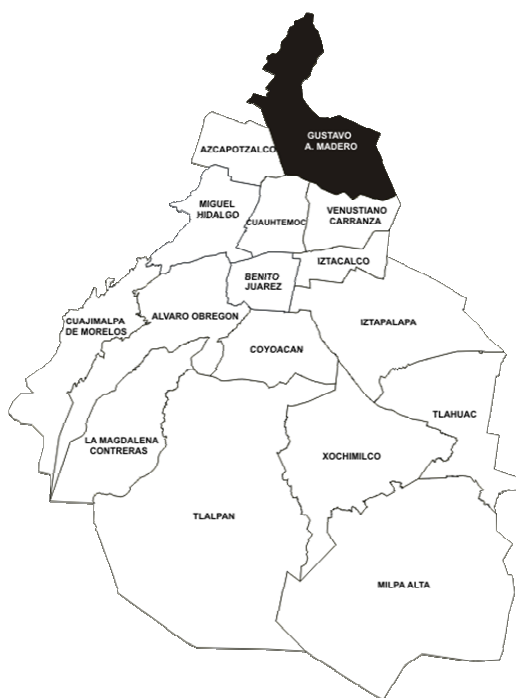 GUSTAVO
A. MADERO
AZCAPOTZALCO
MIGUEL
HIDALGO
CUAUHTEMOC
VENUSTIANO
CARRANZA
IZTACALCO
BENITO
JUAREZ
CUAJIMALPA
DE MORELOS
ALVARO OBREGON
IZTAPALAPA
COYOACAN
TLAHUAC
LA MAGDALENA
CONTRERAS
XOCHIMILCO
TLALPAN
MILPA ALTA